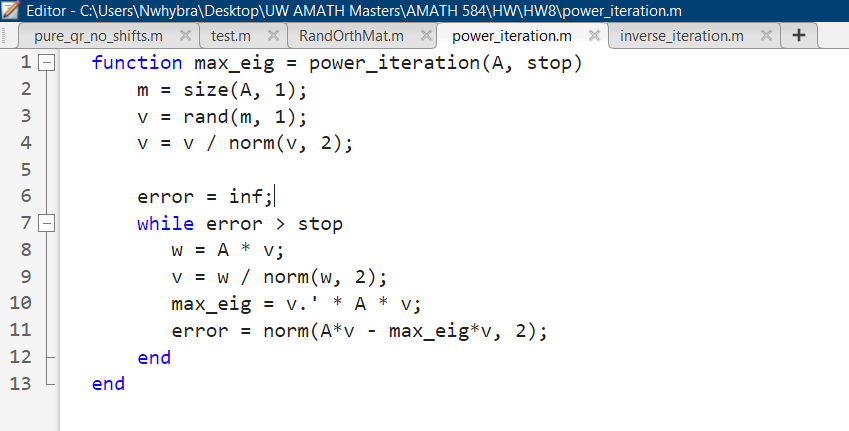 Editor - C:\Users\Nwhybra\Desktop\UW AMATH Masters\AMATH 584\HW\HW8\power_iteration.m
pure_qr_no_shifts.m × test.m × RandOrthMat.m × power_iteration.m × inverse_iteration.m × +
1 function max_eig = power_iteration(A, stop)
2 m = size(A, 1);
3 v = rand(m, 1);
4 v = v / norm(v, 2);
5
6 error = inf;
7 while error > stop
8 w = A * v;
9 v = w / norm(w, 2);
10 max_eig = v.' * A * v;
11 error = norm(A*v - max_eig*v, 2);
12 end
13 end